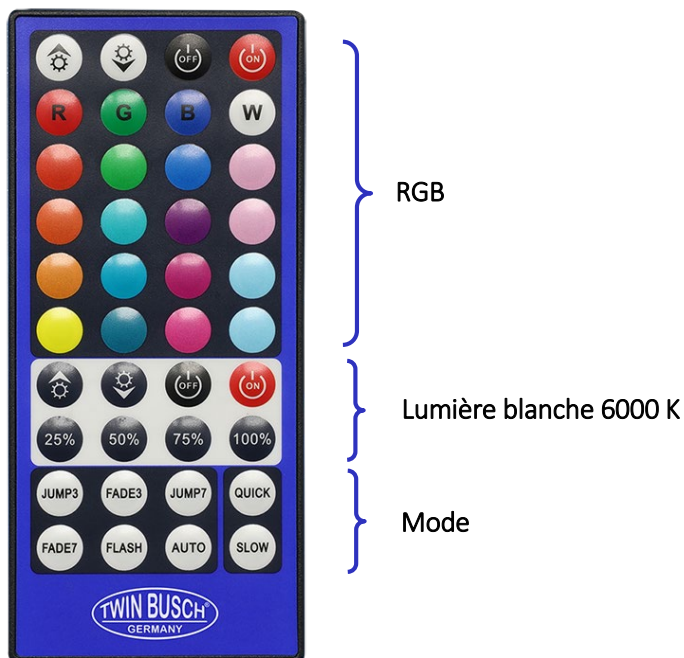 OFF ON
R G B W
RGB
OFF ON
25% 50% 75% 100%
Lumière blanche 6000 K
JUMP3 FADE3 JUMP7 QUICK
FADE7 FLASH AUTO SLOW
Mode
TWIN BUSCH®
GERMANY